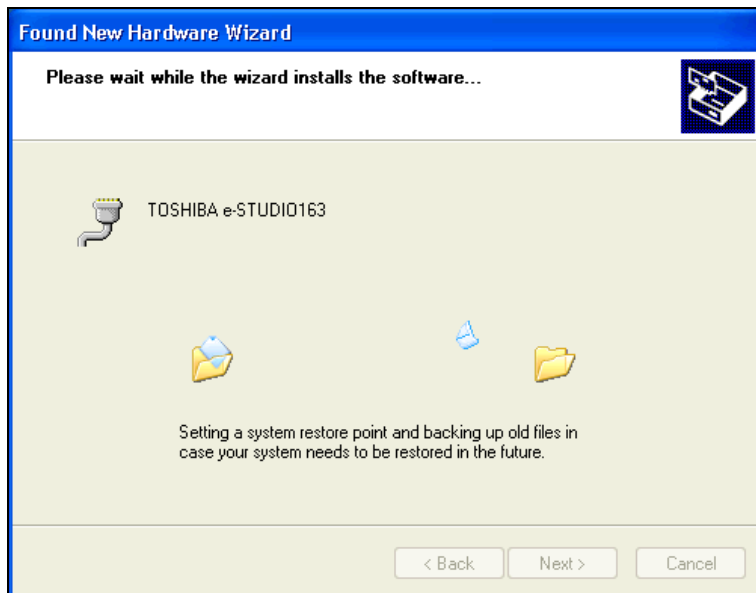 Found New Hardware Wizard
Please wait while the wizard installs the software...
TOSHIBA e-STUDIO163
Setting a system restore point and backing up old files in
case your system needs to be restored in the future.
< Back
Next >
Cancel